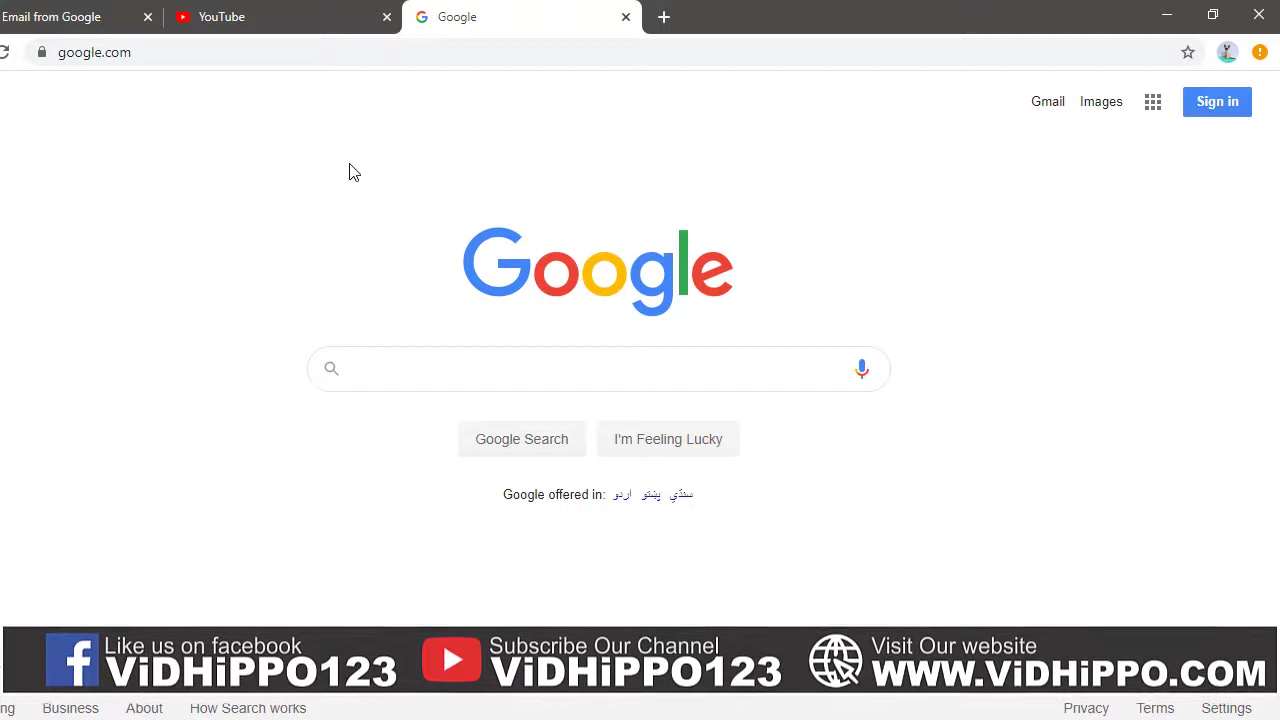 Email from Google
YouTube
Google
google.com
Gmail
Images
Sign in
Google
Google Search
I'm Feeling Lucky
Google offered in: اردو پښتو سنڌي
Like us on facebook
ViDHiPPO123
Subscribe Our Channel
ViDHiPPO123
Visit Our website
WWW.ViDHiPPO.COM
ng
Business
About
How Search works
Privacy
Terms
Settings